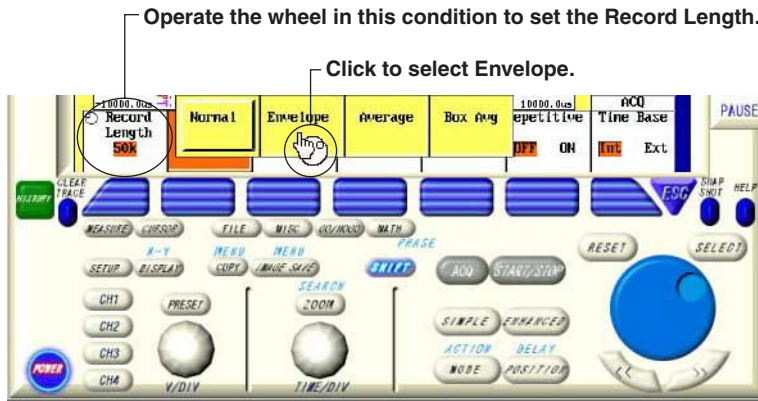 Operate the wheel in this condition to set the Record Length.
Click to select Envelope.
-10000.0us
10000.0us
ACQ
Record
Length
50k
Normal
Envelope
Average
Box Avg
epetitive
OFF ON
Time Base
Int Ext
PAUSE
HISTORY
CLEAR
TRACE
ESC
SNAP
SHOT
HELP
MEASURE
CURSOR
FILE
MISC
GO/NOGO
MATH
X-Y
MENU
MENU
PHASE
SETUP
DISPLAY
COPY
IMAGE SAVE
SHIFT
ACQ
START/STOP
RESET
SELECT
CH1
CH2
CH3
CH4
PRESET
SEARCH
ZOOM
SIMPLE
ENHANCED
ACTION
DELAY
MODE
POSITION
POWER
V/DIV
TIME/DIV
<<
>>